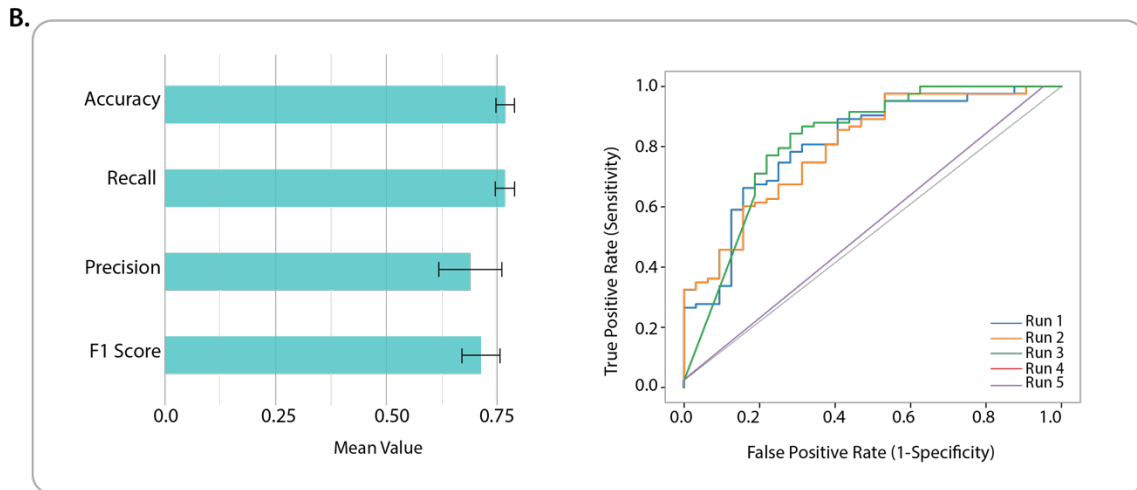 B.
Accuracy
Recall
Precision
F1 Score
0.0 0.25 0.50 0.75
Mean Value
True Positive Rate (Sensitivity)
1.0
0.8
0.6
0.4
0.2
0.0
Run 1
Run 2
Run 3
Run 4
Run 5
0.0 0.2 0.4 0.6 0.8 1.0
False Positive Rate (1-Specificity)